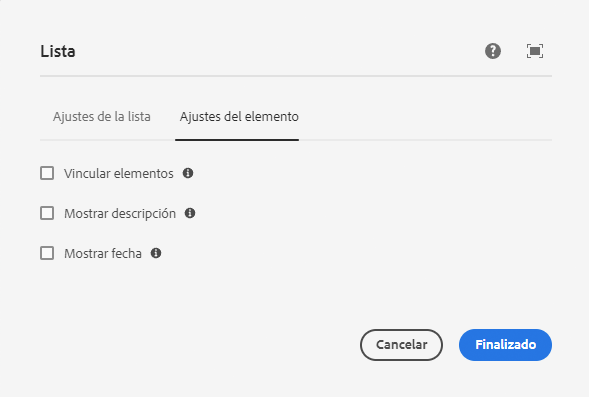 Lista
Ajustes de la lista
Ajustes del elemento
Vincular elementos
Mostrar descripción
Mostrar fecha
Cancelar
Finalizado